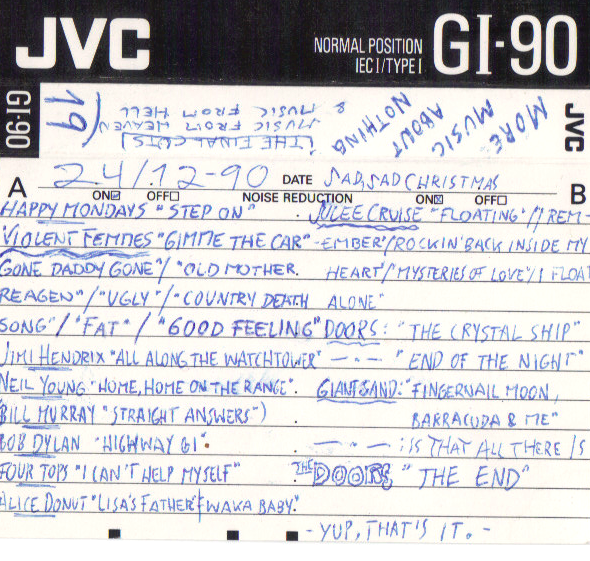 JVC NORMAL POSITION IEC I/TYPE I GI-90
GI-90
19
(THE FINAL CUTS)
MUSIC FROM HEAVEN
& MUSIC FROM HELL
MORE
MUSIC
ABOUT
NOTHING
JVC
A 24/12-90 DATE SAD, SAD CHRISTMAS B
ON OFF NOISE REDUCTION ON OFF
HAPPY MONDAYS "STEP ON"
VIOLENT FEMMES "GIMME THE CAR"
GONE DADDY GONE"/"OLD MOTHER.
REAGEN"/"UGLY"/"COUNTRY DEATH
SONG"/"FAT"/"GOOD FEELING"
JIMI HENDRIX "ALL ALONG THE WATCHTOWER"
NEIL YOUNG "HOME, HOME ON THE RANGE".
BILL MURRAY "STRAIGHT ANSWERS")
BOB DYLAN "HIGHWAY 61".
FOUR TOPS "I CAN'T HELP MYSELF"
ALICE DONUT "LISA'S FATHER"/"WAKA BABY".
JULEE CRUISE "FLOATING"/I REM-
EMBER"/ROCKIN' BACK INSIDE MY
HEART/"MYSTERIES OF LOVE"/I FLOAT
ALONE"
DOORS: "THE CRYSTAL SHIP"
—"— "END OF THE NIGHT"
GIANT SAND: "FINGERNAIL MOON,
BARRACUDA & ME"
—"— : IS THAT ALL THERE IS
THE DOORS "THE END"
- YUP, THAT'S IT. -